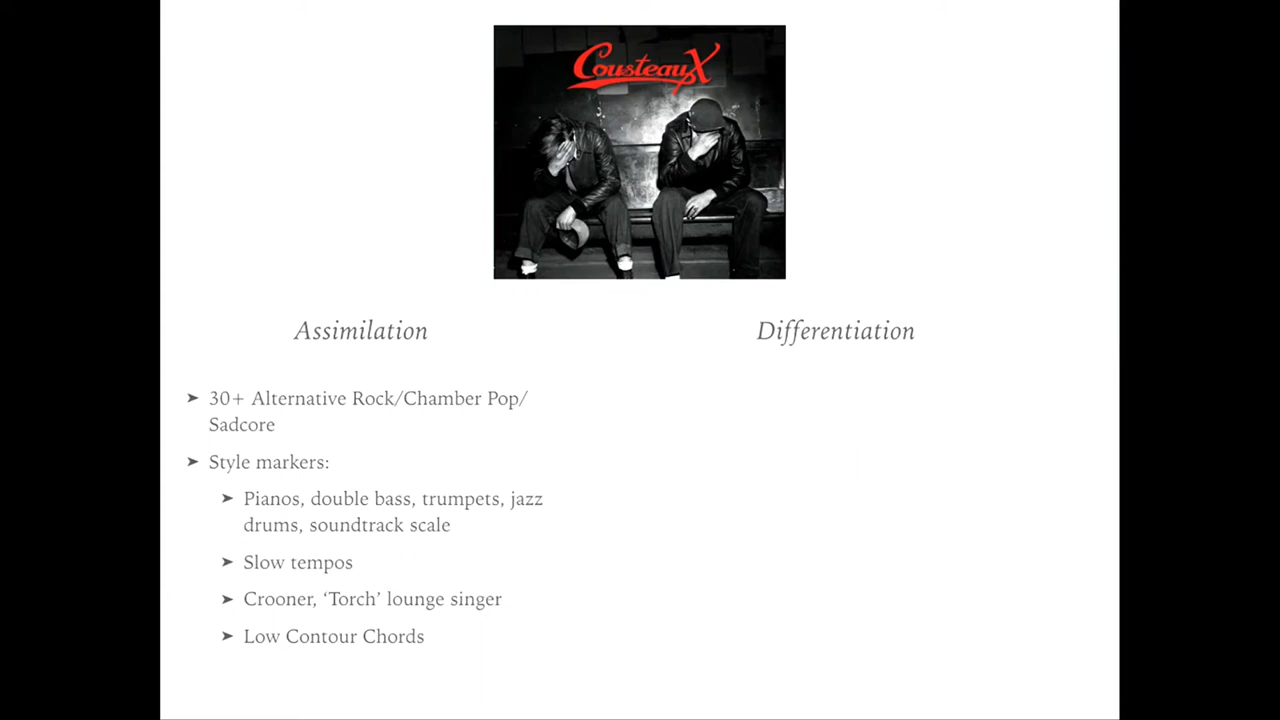 CousteauX
Assimilation
Differentiation
➤ 30+ Alternative Rock/Chamber Pop/
Sadcore
➤ Style markers:
➤ Pianos, double bass, trumpets, jazz
drums, soundtrack scale
➤ Slow tempos
➤ Crooner, ‘Torch’ lounge singer
➤ Low Contour Chords